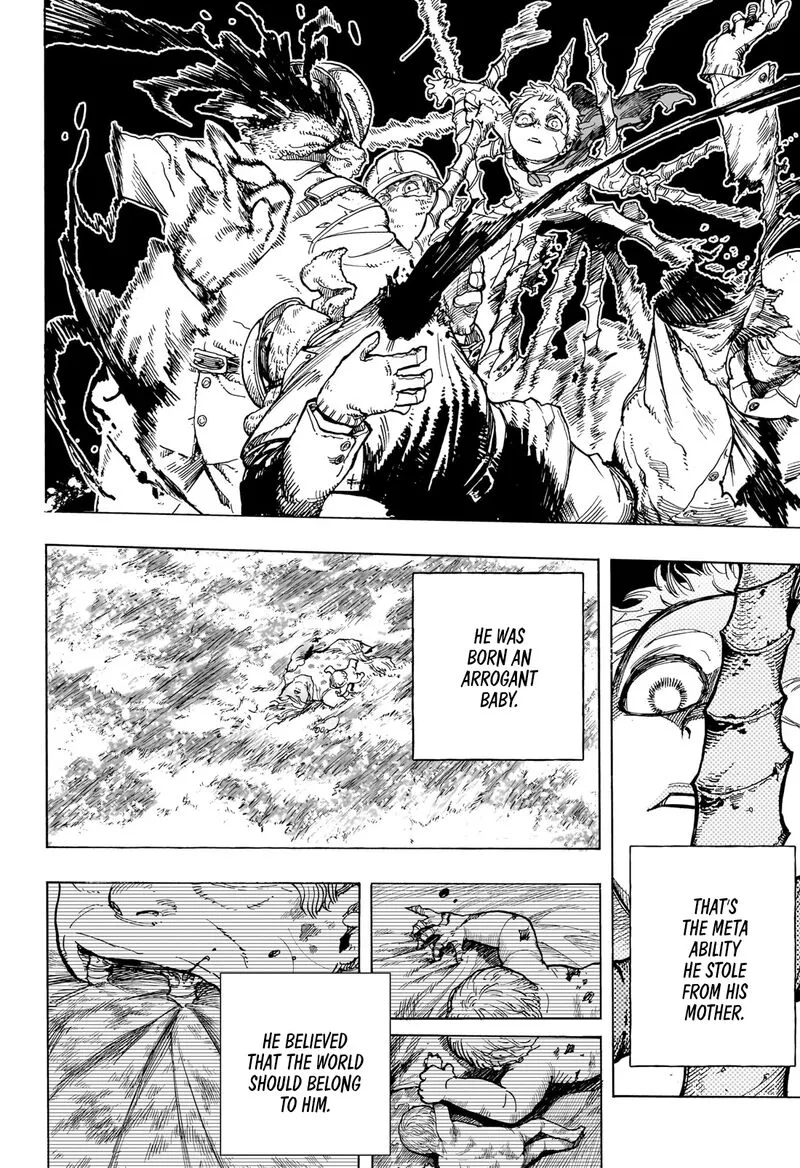 THAT'S
THE META
ABILITY
HE STOLE
FROM HIS
MOTHER.
HE WAS
BORN AN
ARROGANT
BABY.
HE BELIEVED
THAT THE WORLD
SHOULD BELONG
TO HIM.